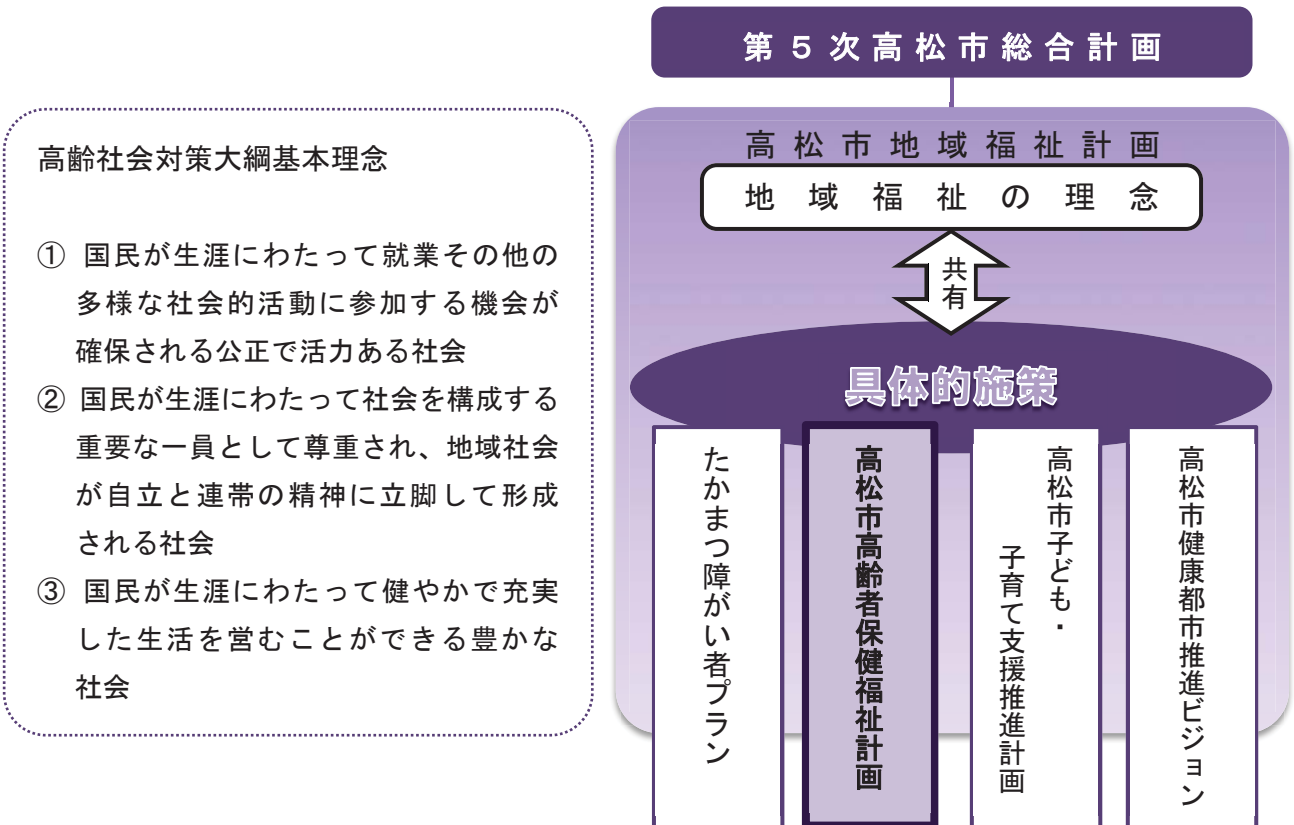 第5次高松市総合計画
高齢社会対策大綱基本理念
① 国民が生涯にわたって就業その他の
多様な社会的活動に参加する機会が
確保される公正で活力ある社会
② 国民が生涯にわたって社会を構成する
重要な一員として尊重され、地域社会
が自立と連帯の精神に立脚して形成
される社会
③ 国民が生涯にわたって健やかで充実
した生活を営むことができる豊かな
社会
高松市地域福祉計画
地域福祉の理念
共有
具体的施策
たかまつ障がい者プラン
高松市高齢者保健福祉計画
高松市子ども・
子育て支援推進計画
高松市健康都市推進ビジョン